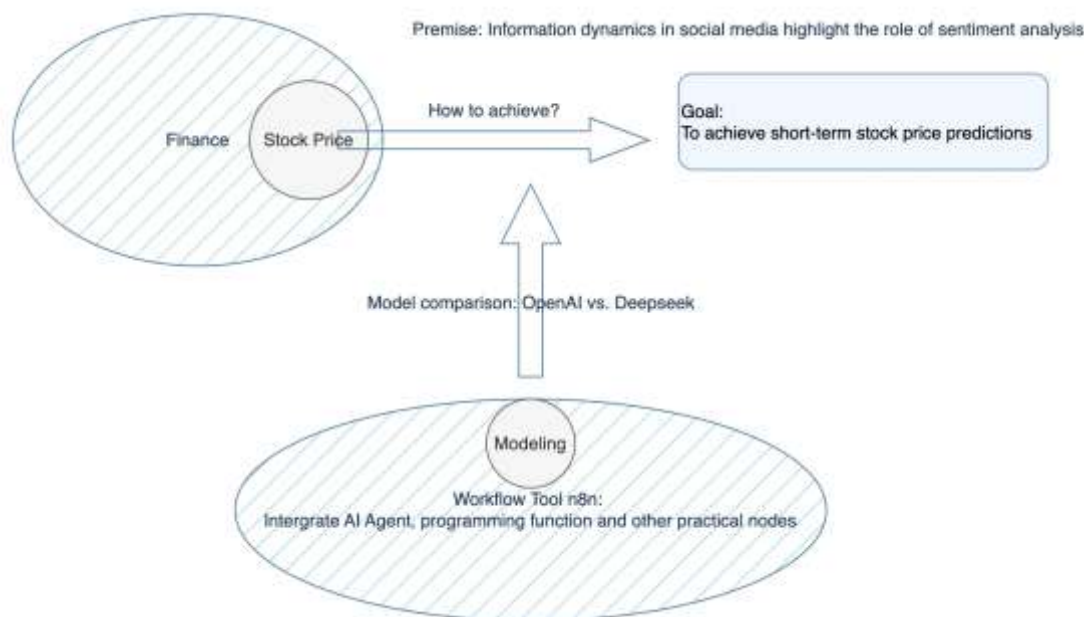 Premise: Information dynamics in social media highlight the role of sentiment analysis
How to achieve?
Goal:
To achieve short-term stock price predictions
Finance
Stock Price
Model comparison: OpenAI vs. Deepseek
Modeling
Workflow Tool n8n:
Intergrate AI Agent, programming function and other practical nodes